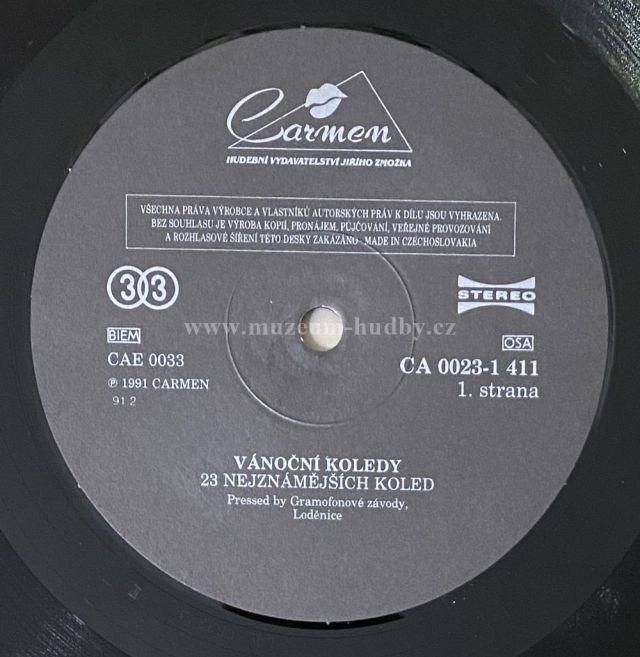 Carmen
HUDEBNÍ VYDAVATELSTVÍ JIŘÍHO ZMOŽKA
VŠECHNA PRÁVA VÝROBCE A VLASTNÍKŮ AUTORSKÝCH PRÁV K DÍLU JSOU VYHRAZENA.
BEZ SOUHLASU JE VÝROBA KOPIÍ, PRONÁJEM, PŮJČOVÁNÍ, VEŘEJNÉ PROVOZOVÁNÍ
A ROZHLASOVÉ ŠÍŘENÍ TÉTO DESKY ZAKÁZÁNO · MADE IN CZECHOSLOVAKIA
33
STEREO
www.muzeum-hudby.cz
BIEM
OSA
CAE 0033
CA 0023-1 411
℗ 1991 CARMEN
1. strana
91.2
VÁNOČNÍ KOLEDY
23 NEJZNÁMĚJŠÍCH KOLED
Pressed by Gramofonové závody,
Loděnice